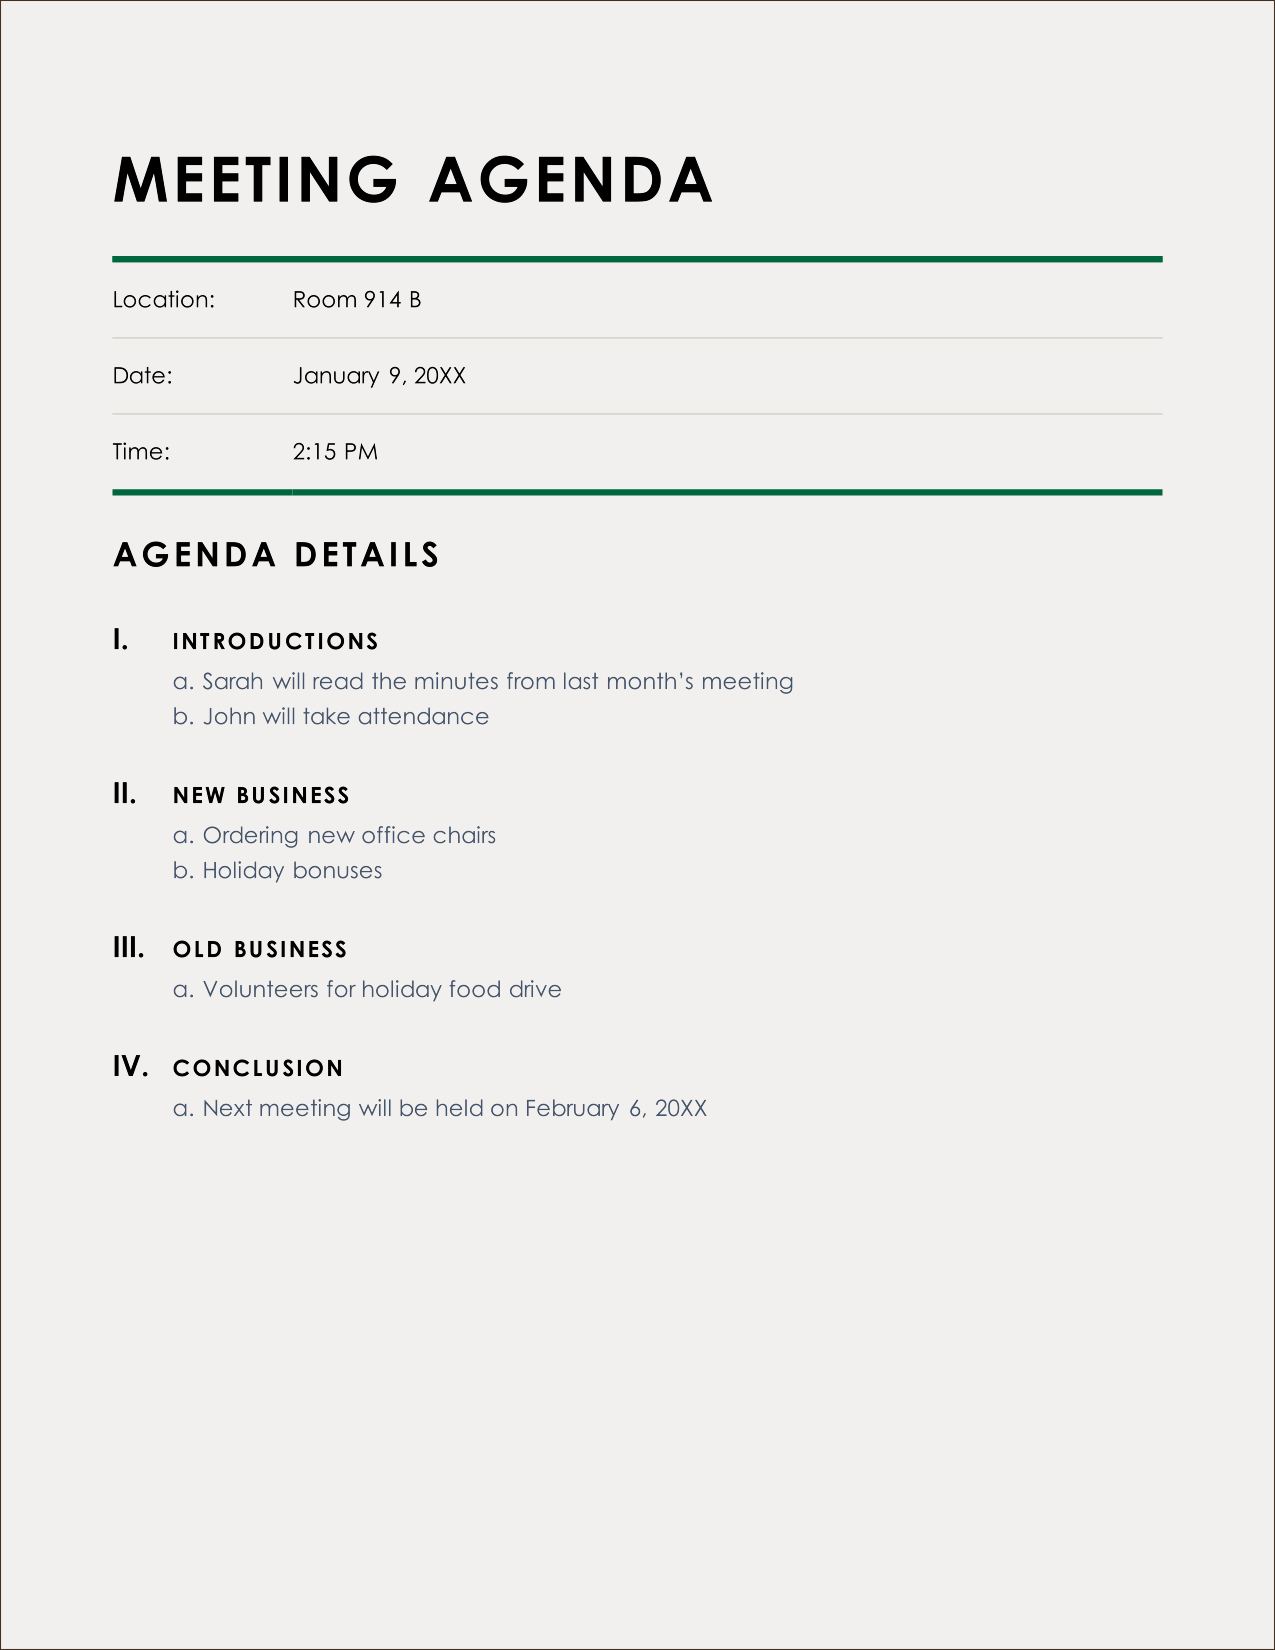 MEETING AGENDA
Location: Room 914 B
Date: January 9, 20XX
Time: 2:15 PM
AGENDA DETAILS
I. INTRODUCTIONS
a. Sarah will read the minutes from last month’s meeting
b. John will take attendance
II. NEW BUSINESS
a. Ordering new office chairs
b. Holiday bonuses
III. OLD BUSINESS
a. Volunteers for holiday food drive
IV. CONCLUSION
a. Next meeting will be held on February 6, 20XX